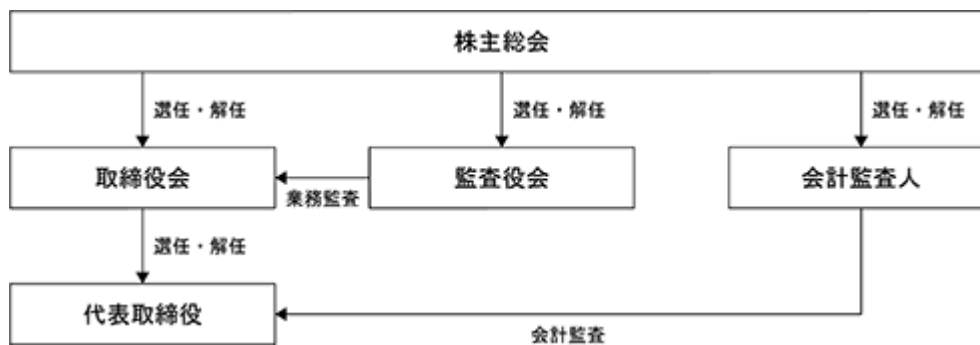 株主総会
選任・解任
選任・解任
選任・解任
取締役会
監査役会
会計監査人
業務監査
選任・解任
代表取締役
会計監査